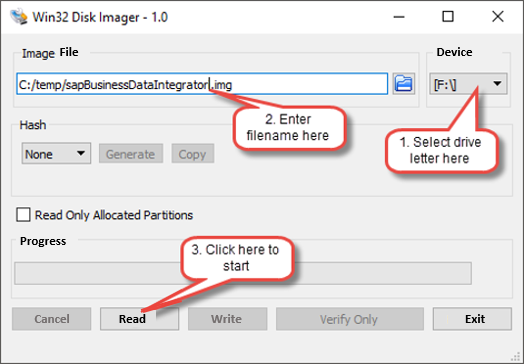 Win32 Disk Imager - 1.0
Image File
Device
C:/temp/sapBusinessDataIntegrator.img
[F:\]
2. Enter
filename here
1. Select drive
letter here
Hash
None
Generate
Copy
Read Only Allocated Partitions
Progress
3. Click here to
start
Cancel
Read
Write
Verify Only
Exit